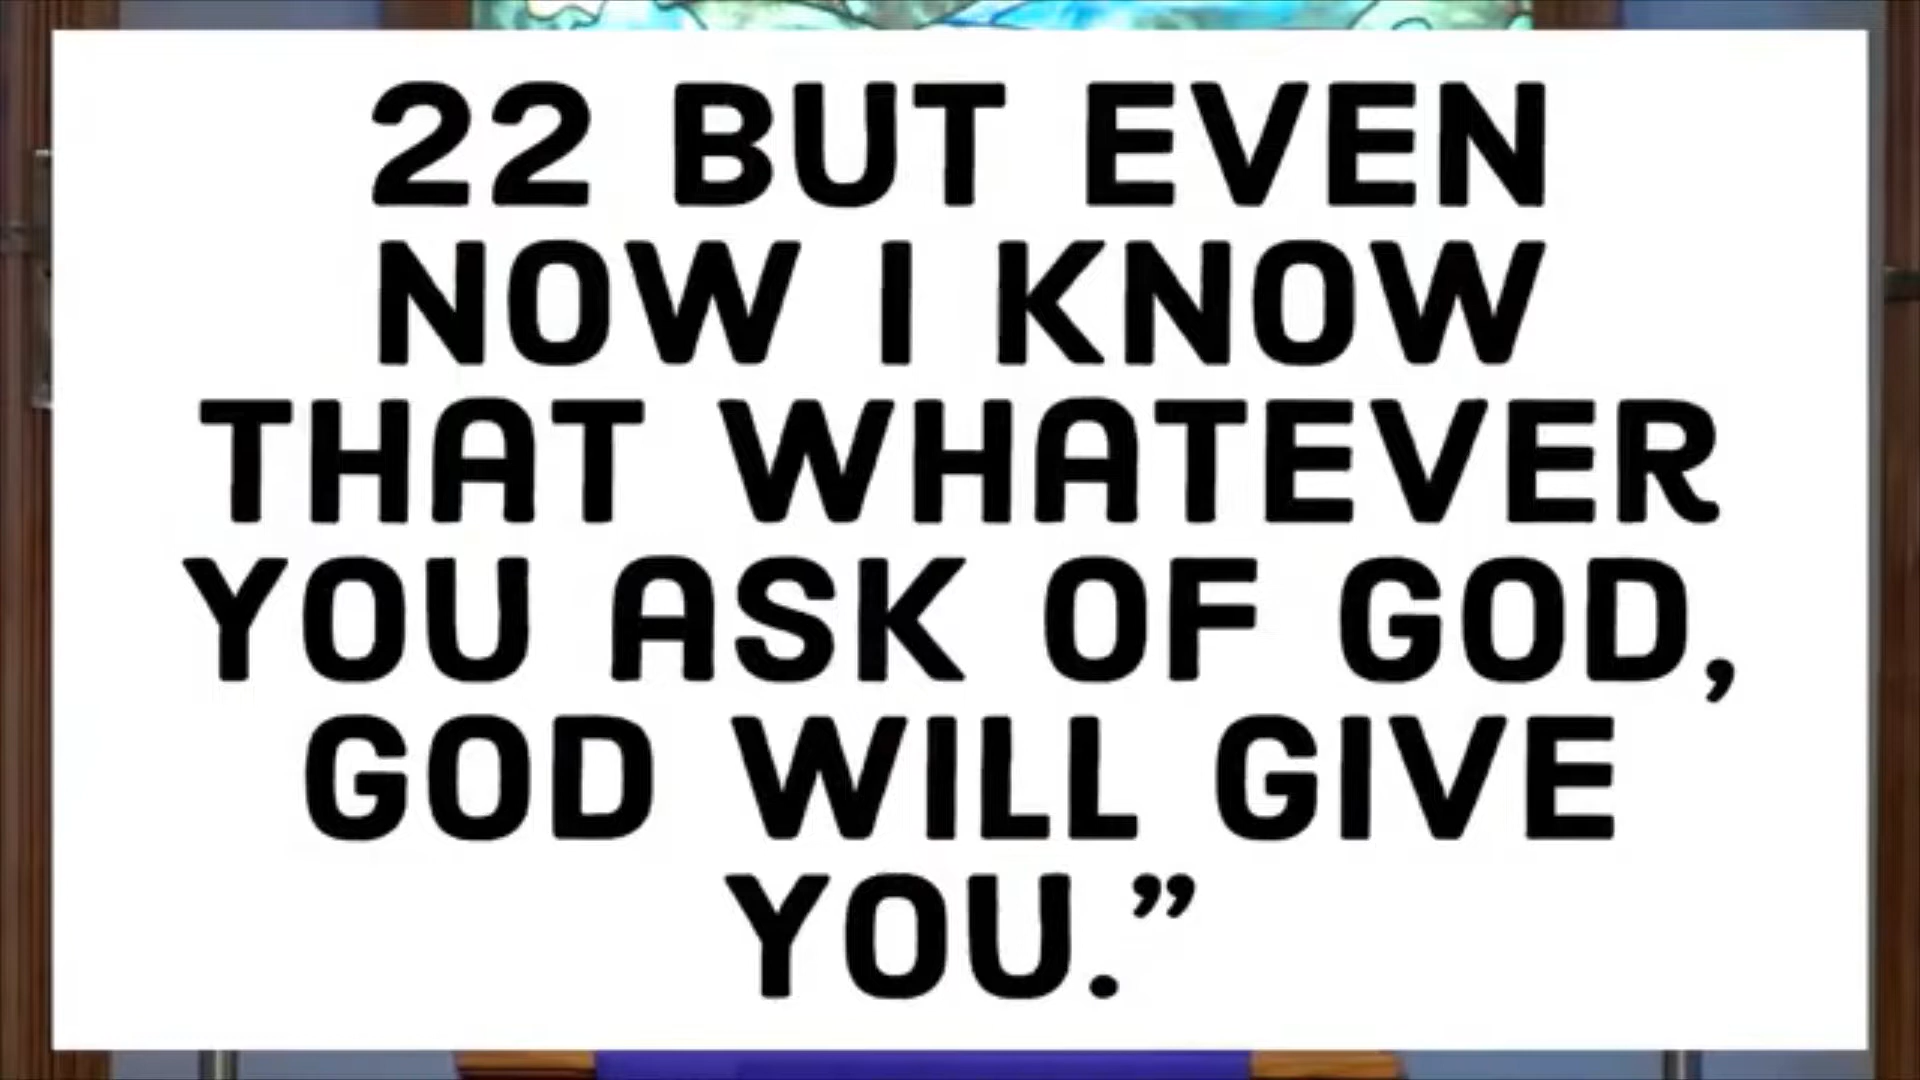 22 BUT EVEN
NOW I KNOW
THAT WHATEVER
YOU ASK OF GOD,
GOD WILL GIVE
YOU.”